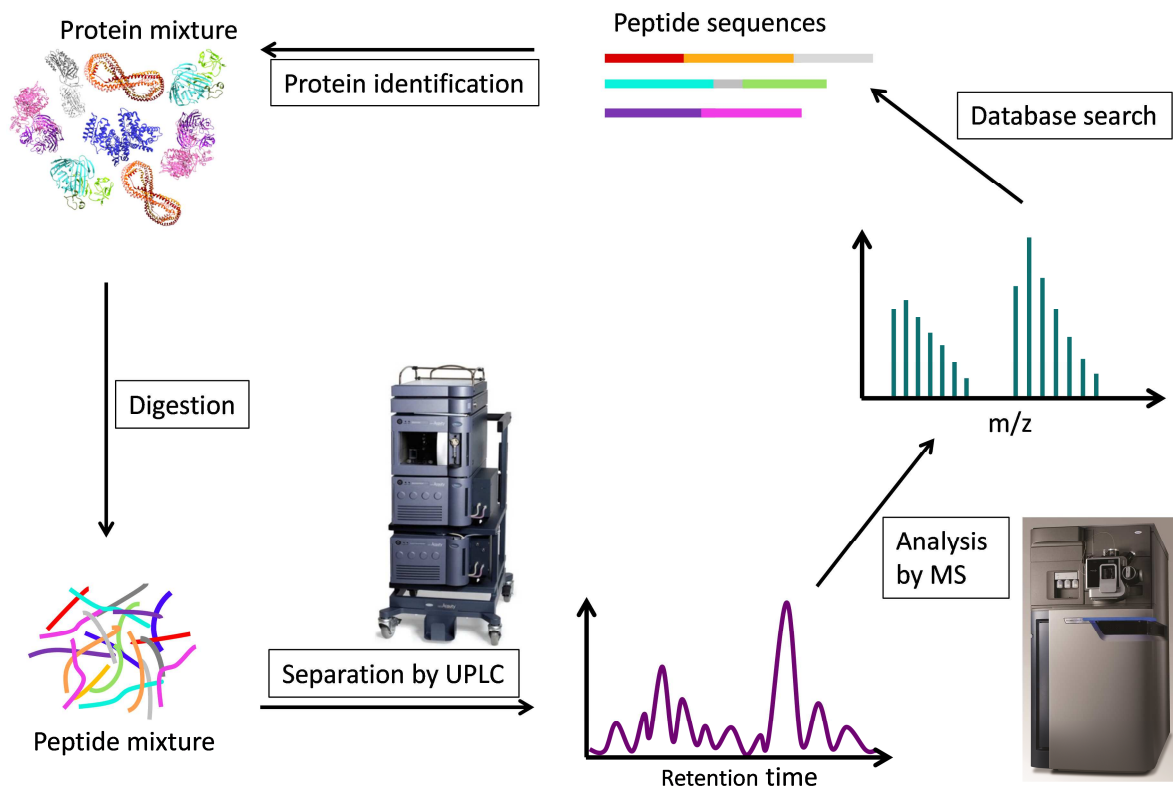 Protein mixture
Protein identification
Peptide sequences
Database search
Digestion
m/z
Analysis
by MS
Separation by UPLC
Peptide mixture
Retention time